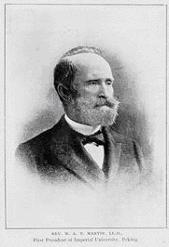 REV. W. A. P. MARTIN, LL.D.,
First President of Imperial University, Peking.